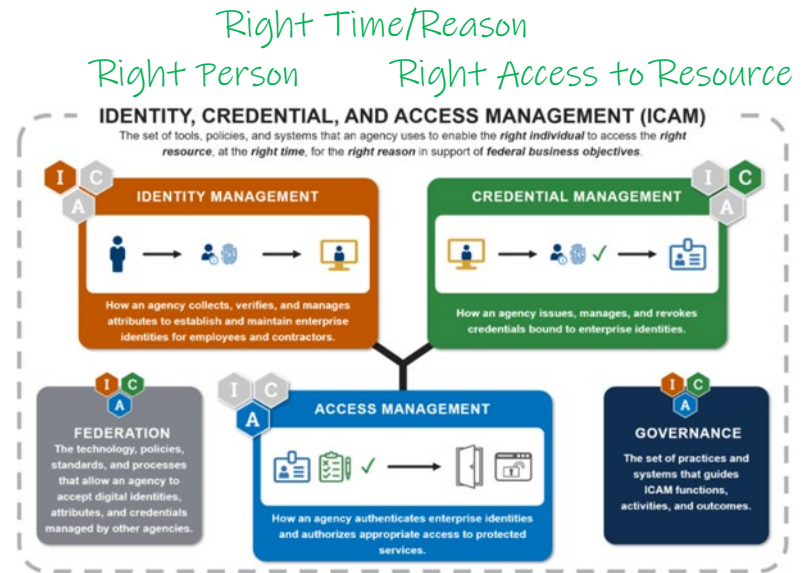 Right Time/Reason
Right Person
Right Access to Resource
IDENTITY, CREDENTIAL, AND ACCESS MANAGEMENT (ICAM)
The set of tools, policies, and systems that an agency uses to enable the right individual to access the right
resource, at the right time, for the right reason in support of federal business objectives.
I C
A
IDENTITY MANAGEMENT
How an agency collects, verifies, and manages
attributes to establish and maintain enterprise
identities for employees and contractors.
CREDENTIAL MANAGEMENT
I C
A
How an agency issues, manages, and revokes
credentials bound to enterprise identities.
I C
A
FEDERATION
The technology, policies,
standards, and processes
that allow an agency to
accept digital identities,
attributes, and credentials
managed by other agencies.
I C
A
ACCESS MANAGEMENT
How an agency authenticates enterprise identities
and authorizes appropriate access to protected
services.
I C
A
GOVERNANCE
The set of practices and
systems that guides
ICAM functions,
activities, and outcomes.